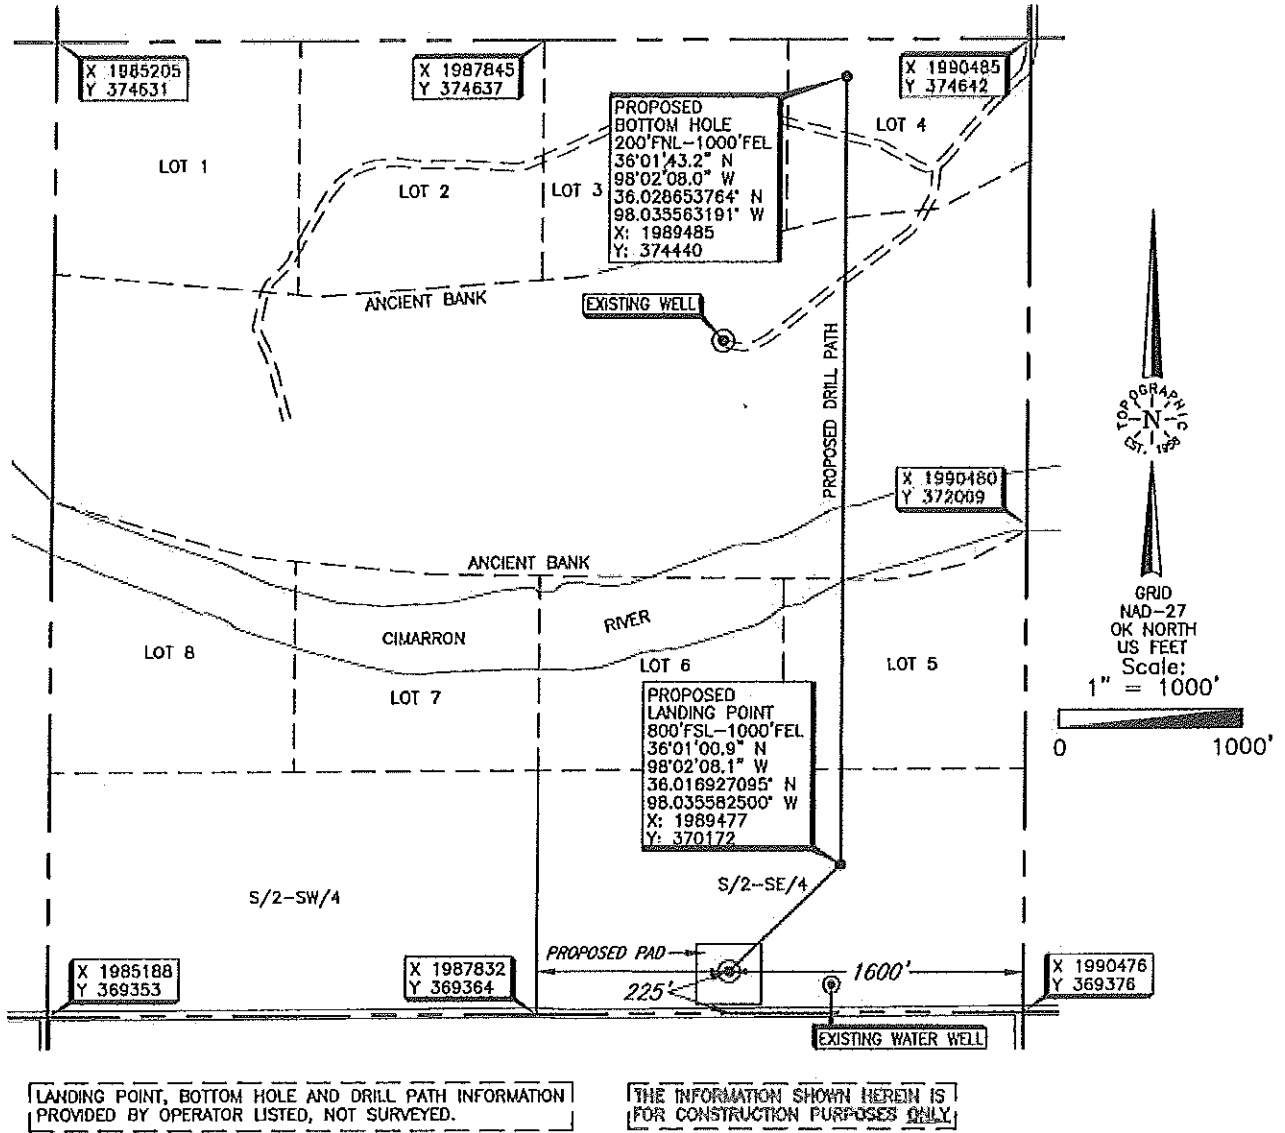 X 1985205
Y 374631
X 1987845
Y 374637
X 1990485
Y 374642
PROPOSED
BOTTOM HOLE
200'FNL-1000'FEL
36°01'43.2" N
98°02'08.0" W
36.028653764° N
98.035563191° W
X: 1989485
Y: 374440
LOT 1
LOT 2
LOT 3
LOT 4
ANCIENT BANK
EXISTING WELL
PROPOSED DRILL PATH
TOPOGRAPHIC
N
EST. 1958
X 1990480
Y 372009
ANCIENT BANK
CIMARRON
RIVER
LOT 8
LOT 7
LOT 6
LOT 5
GRID
NAD-27
OK NORTH
US FEET
Scale:
1" = 1000'
0
1000'
PROPOSED
LANDING POINT
800'FSL-1000'FEL
36°01'00.9" N
98°02'08.1" W
36.016927095° N
98.035582500° W
X: 1989477
Y: 370172
S/2-SW/4
S/2-SE/4
PROPOSED PAD
1600'
225'
X 1985188
Y 369353
X 1987832
Y 369364
X 1990476
Y 369376
EXISTING WATER WELL
LANDING POINT, BOTTOM HOLE AND DRILL PATH INFORMATION
PROVIDED BY OPERATOR LISTED, NOT SURVEYED.
THE INFORMATION SHOWN HEREIN IS
FOR CONSTRUCTION PURPOSES ONLY